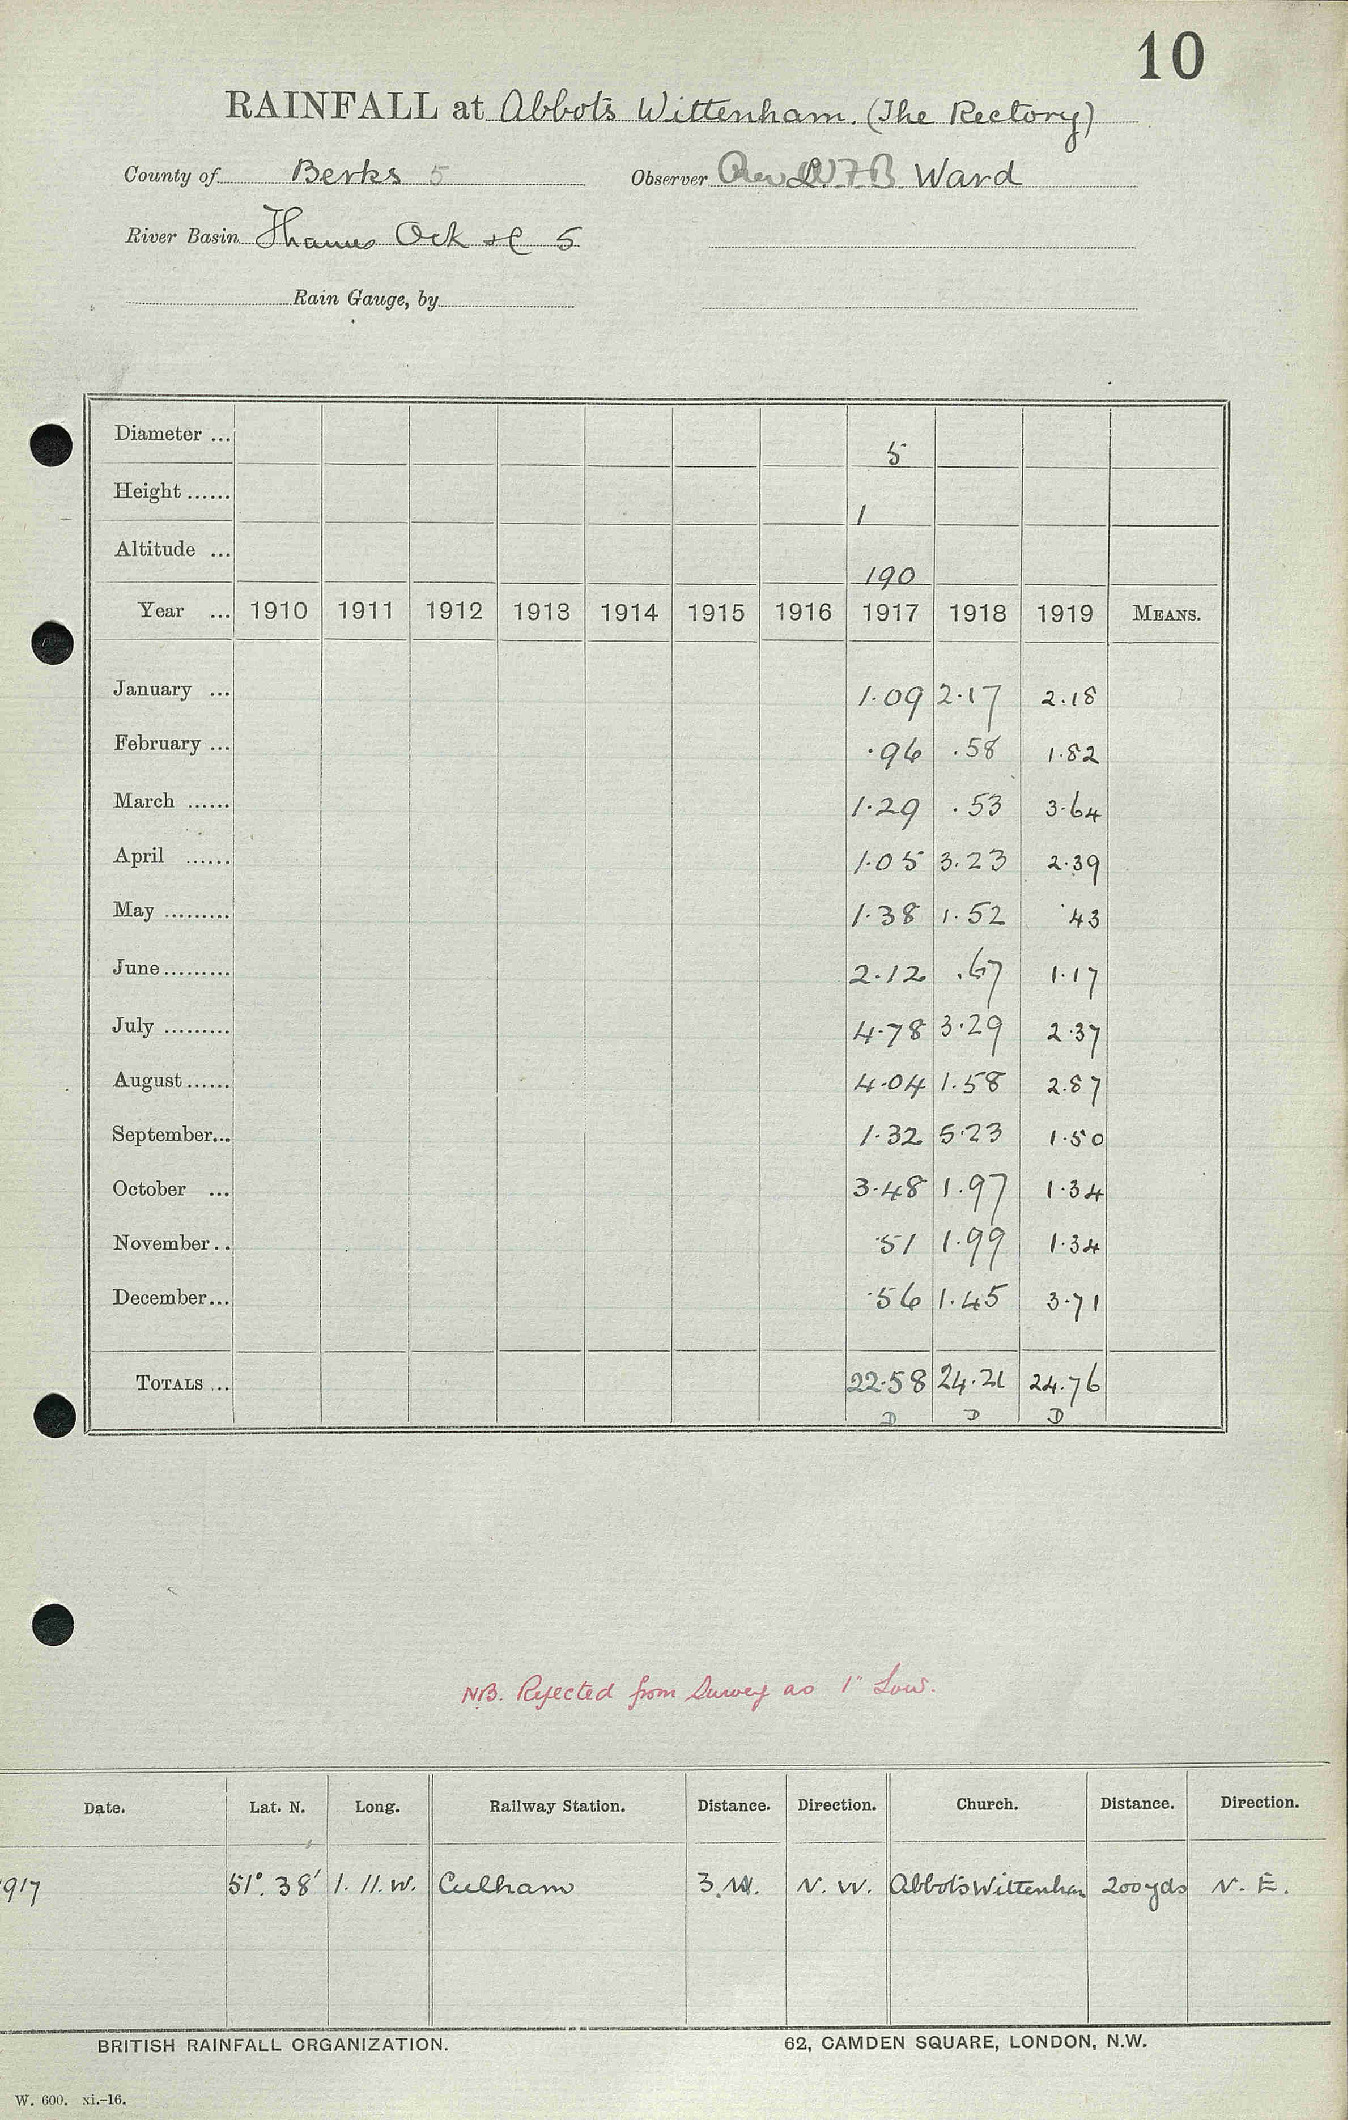 10
RAINFALL at Abbots Wittenham. (The Rectory)
County of Berks 5 Observer Rev W F B Ward
River Basin Thames Ock &c 5
Rain Gauge, by
Diameter ... 5
Height ...... 1
Altitude ... 190
Year ... 1910 1911 1912 1913 1914 1915 1916 1917 1918 1919 MEANS.
January ... 1.09 2.17 2.18
February ... .96 .58 1.82
March ...... 1.29 .53 3.64
April ...... 1.05 3.23 2.39
May ......... 1.38 1.52 .43
June......... 2.12 .67 1.17
July ......... 4.78 3.29 2.37
August ...... 4.04 1.58 2.87
September... 1.32 5.23 1.50
October ... 3.48 1.97 1.34
November.. .51 1.99 1.34
December... .56 1.45 3.71
TOTALS ... 22.58 24.21 24.76
D D D
NB. Rejected from Survey as 1" Low.
Date. Lat. N. Long. Railway Station. Distance. Direction. Church. Distance. Direction.
917 51°. 38' 1. 11. W. Culham 3 M. N. W. Abbots Wittenham 200 yds N. E.
BRITISH RAINFALL ORGANIZATION. 62, CAMDEN SQUARE, LONDON, N.W.
W. 600. xi.-16.